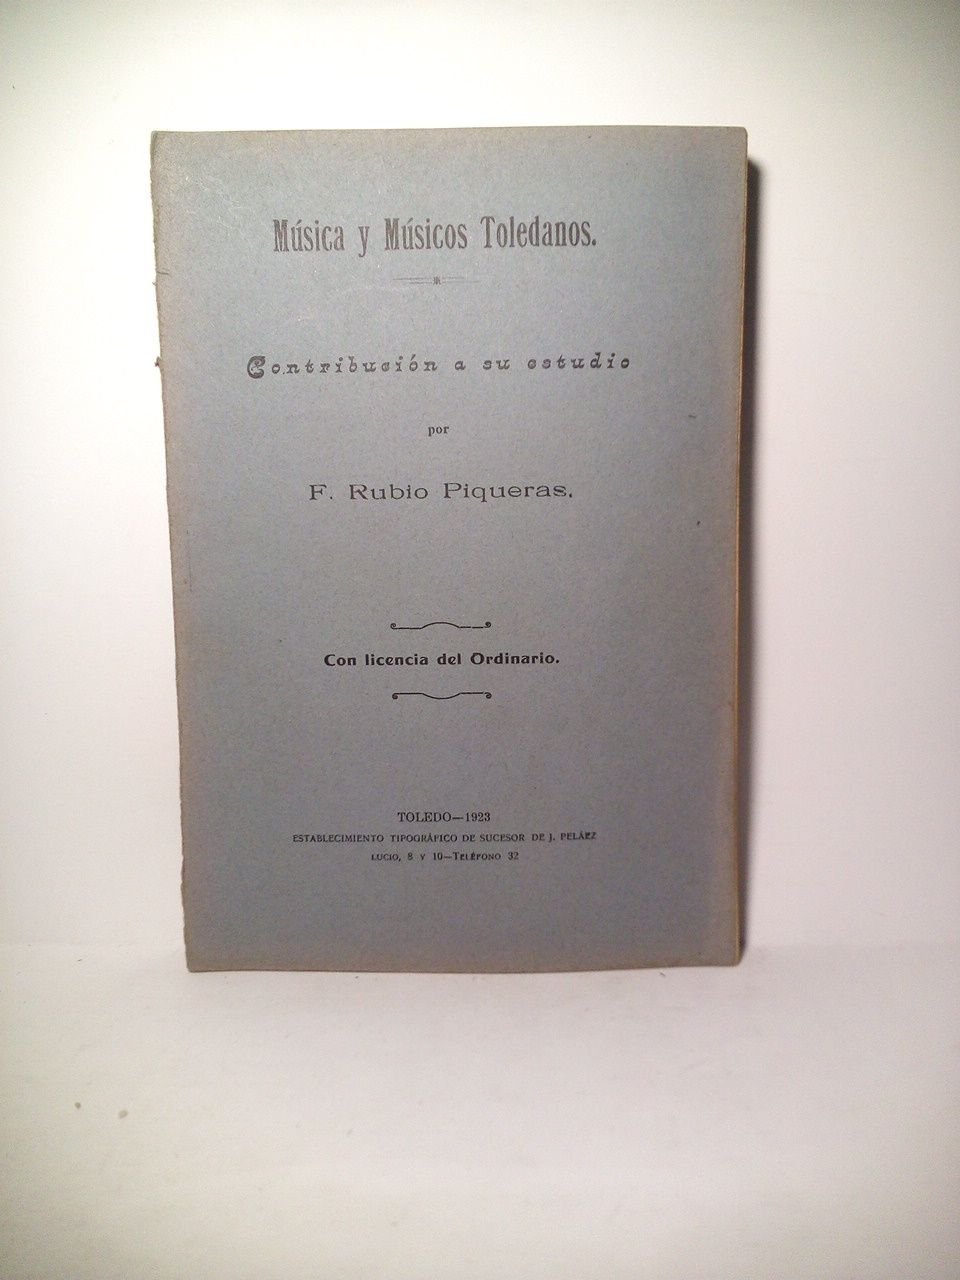 Música y Músicos Toledanos.
Contribución a su estudio
por
F. Rubio Piqueras.
Con licencia del Ordinario.
TOLEDO—1923
ESTABLECIMIENTO TIPOGRÁFICO DE SUCESOR DE J. PELÁEZ
LUCIO, 8 Y 10—TELÉFONO 32